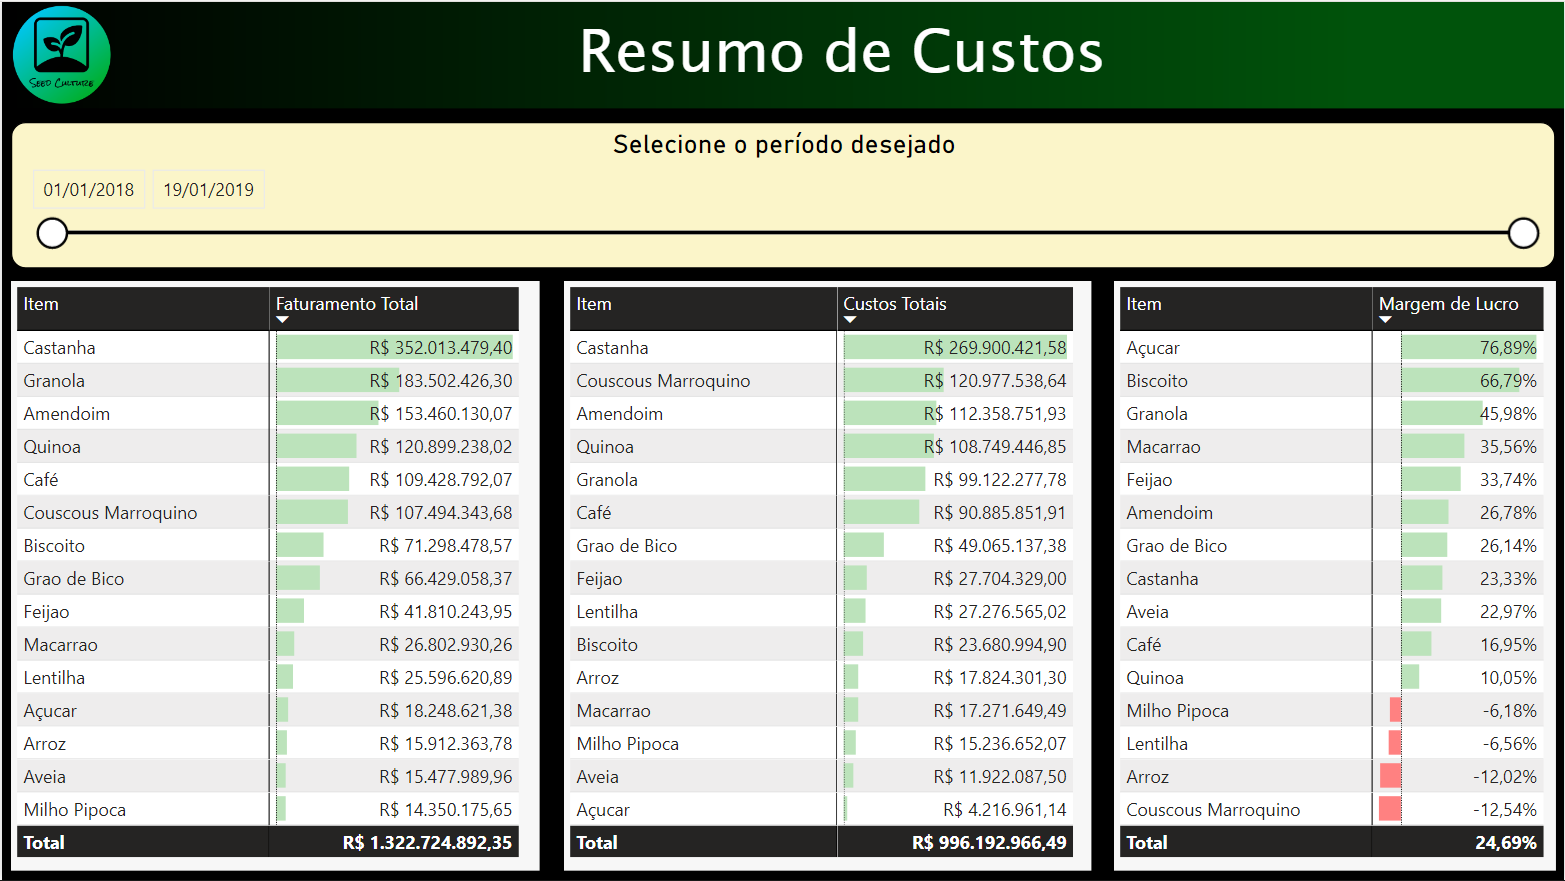 Seed Culture
Resumo de Custos
Selecione o período desejado
01/01/2018 19/01/2019
Item Faturamento Total
Castanha R$ 352.013.479,40
Granola R$ 183.502.426,30
Amendoim R$ 153.460.130,07
Quinoa R$ 120.899.238,02
Café R$ 109.428.792,07
Couscous Marroquino R$ 107.494.343,68
Biscoito R$ 71.298.478,57
Grao de Bico R$ 66.429.058,37
Feijao R$ 41.810.243,95
Macarrao R$ 26.802.930,26
Lentilha R$ 25.596.620,89
Açucar R$ 18.248.621,38
Arroz R$ 15.912.363,78
Aveia R$ 15.477.989,96
Milho Pipoca R$ 14.350.175,65
Total R$ 1.322.724.892,35
Item Custos Totais
Castanha R$ 269.900.421,58
Couscous Marroquino R$ 120.977.538,64
Amendoim R$ 112.358.751,93
Quinoa R$ 108.749.446,85
Granola R$ 99.122.277,78
Café R$ 90.885.851,91
Grao de Bico R$ 49.065.137,38
Feijao R$ 27.704.329,00
Lentilha R$ 27.276.565,02
Biscoito R$ 23.680.994,90
Arroz R$ 17.824.301,30
Macarrao R$ 17.271.649,49
Milho Pipoca R$ 15.236.652,07
Aveia R$ 11.922.087,50
Açucar R$ 4.216.961,14
Total R$ 996.192.966,49
Item Margem de Lucro
Açucar 76,89%
Biscoito 66,79%
Granola 45,98%
Macarrao 35,56%
Feijao 33,74%
Amendoim 26,78%
Grao de Bico 26,14%
Castanha 23,33%
Aveia 22,97%
Café 16,95%
Quinoa 10,05%
Milho Pipoca -6,18%
Lentilha -6,56%
Arroz -12,02%
Couscous Marroquino -12,54%
Total 24,69%